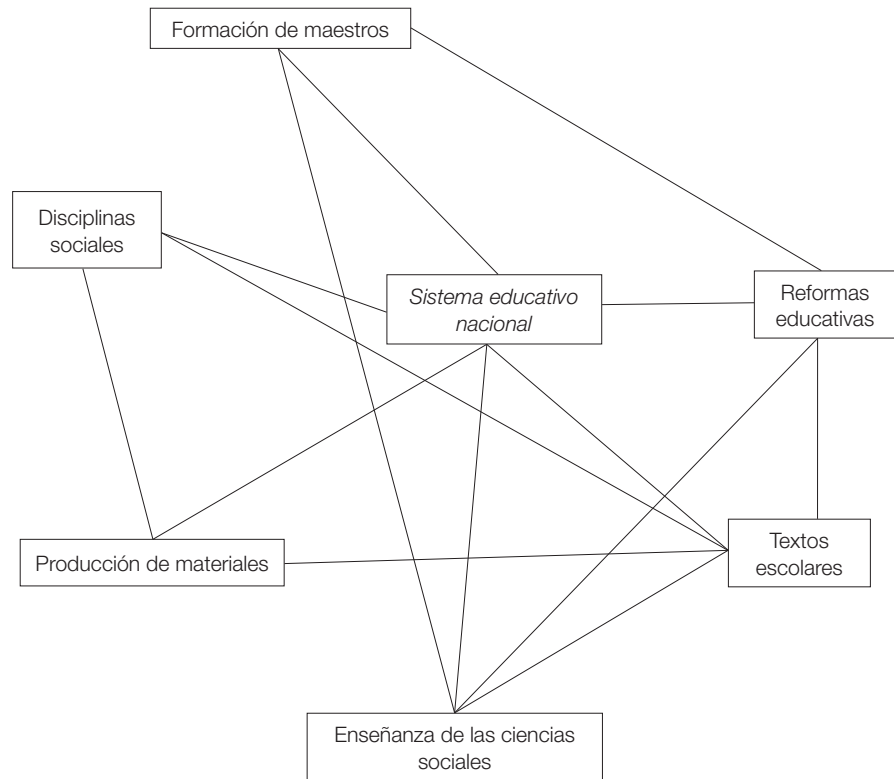 Formación de maestros
Disciplinas
sociales
Sistema educativo
nacional
Reformas
educativas
Producción de materiales
Textos
escolares
Enseñanza de las ciencias
sociales